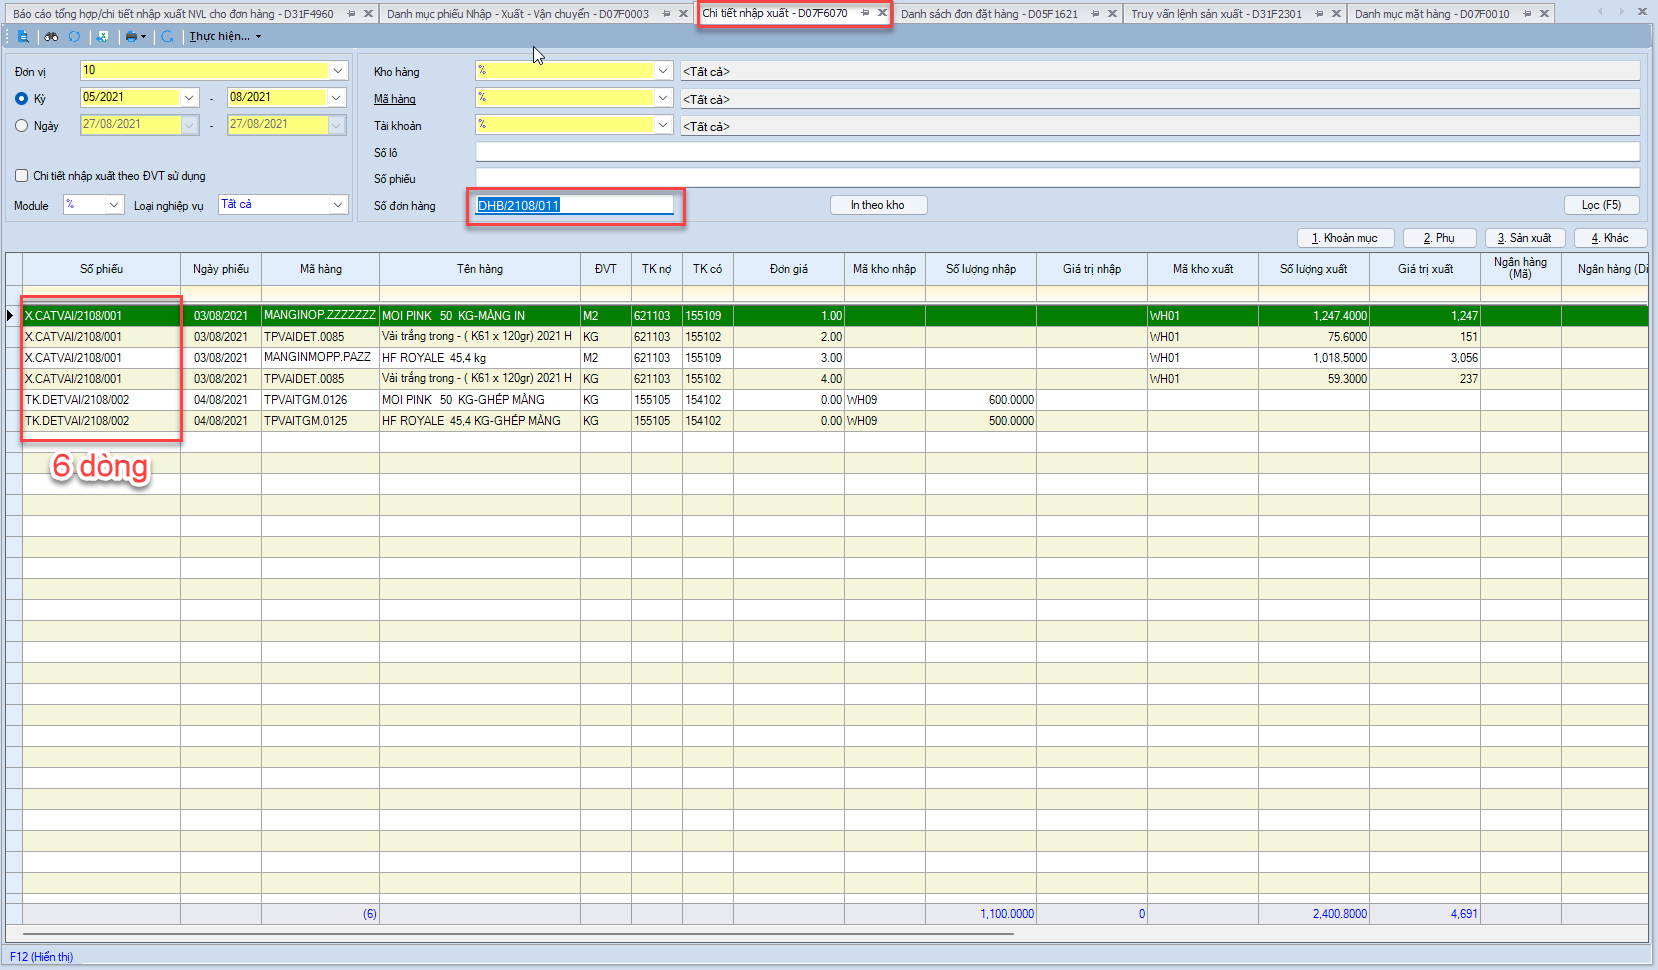 Báo cáo tổng hợp/chi tiết nhập xuất NVL cho đơn hàng - D31F4960
Danh mục phiếu Nhập - Xuất - Vận chuyển - D07F0003
Chi tiết nhập xuất - D07F6070
Danh sách đơn đặt hàng - D05F1621
Truy vấn lệnh sản xuất - D31F2301
Danh mục mặt hàng - D07F0010
Thực hiện...
Đơn vị 10
Kho hàng % <Tất cả>
Kỳ 05/2021 - 08/2021
Mã hàng % <Tất cả>
Ngày 27/08/2021 - 27/08/2021
Tài khoản % <Tất cả>
Số lô
Chi tiết nhập xuất theo ĐVT sử dụng
Số phiếu
Module % Loại nghiệp vụ Tất cả
Số đơn hàng DHB/2108/011
In theo kho
Lọc (F5)
1. Khoản mục
2. Phụ
3. Sản xuất
4. Khác
Số phiếu Ngày phiếu Mã hàng Tên hàng ĐVT TK nợ TK có Đơn giá Mã kho nhập Số lượng nhập Giá trị nhập Mã kho xuất Số lượng xuất Giá trị xuất Ngân hàng (Mã) Ngân hàng (Di
X.CATVAI/2108/001 03/08/2021 MANGINOP.ZZZZZZZ MOI PINK 50 KG-MÀNG IN M2 621103 155109 1.00 WH01 1,247.4000 1,247
X.CATVAI/2108/001 03/08/2021 TPVAIDET.0085 Vải trắng trong - ( K61 x 120gr) 2021 H KG 621103 155102 2.00 WH01 75.6000 151
X.CATVAI/2108/001 03/08/2021 MANGINMOPP.PAZZ HF ROYALE 45,4 kg M2 621103 155109 3.00 WH01 1,018.5000 3,056
X.CATVAI/2108/001 03/08/2021 TPVAIDET.0085 Vải trắng trong - ( K61 x 120gr) 2021 H KG 621103 155102 4.00 WH01 59.3000 237
TK.DETVAI/2108/002 04/08/2021 TPVAITGM.0126 MOI PINK 50 KG-GHÉP MÀNG KG 155105 154102 0.00 WH09 600.0000
TK.DETVAI/2108/002 04/08/2021 TPVAITGM.0125 HF ROYALE 45,4 KG-GHÉP MÀNG KG 155105 154102 0.00 WH09 500.0000
6 dòng
(6) 1,100.0000 0 2,400.8000 4,691
F12 (Hiển thị)